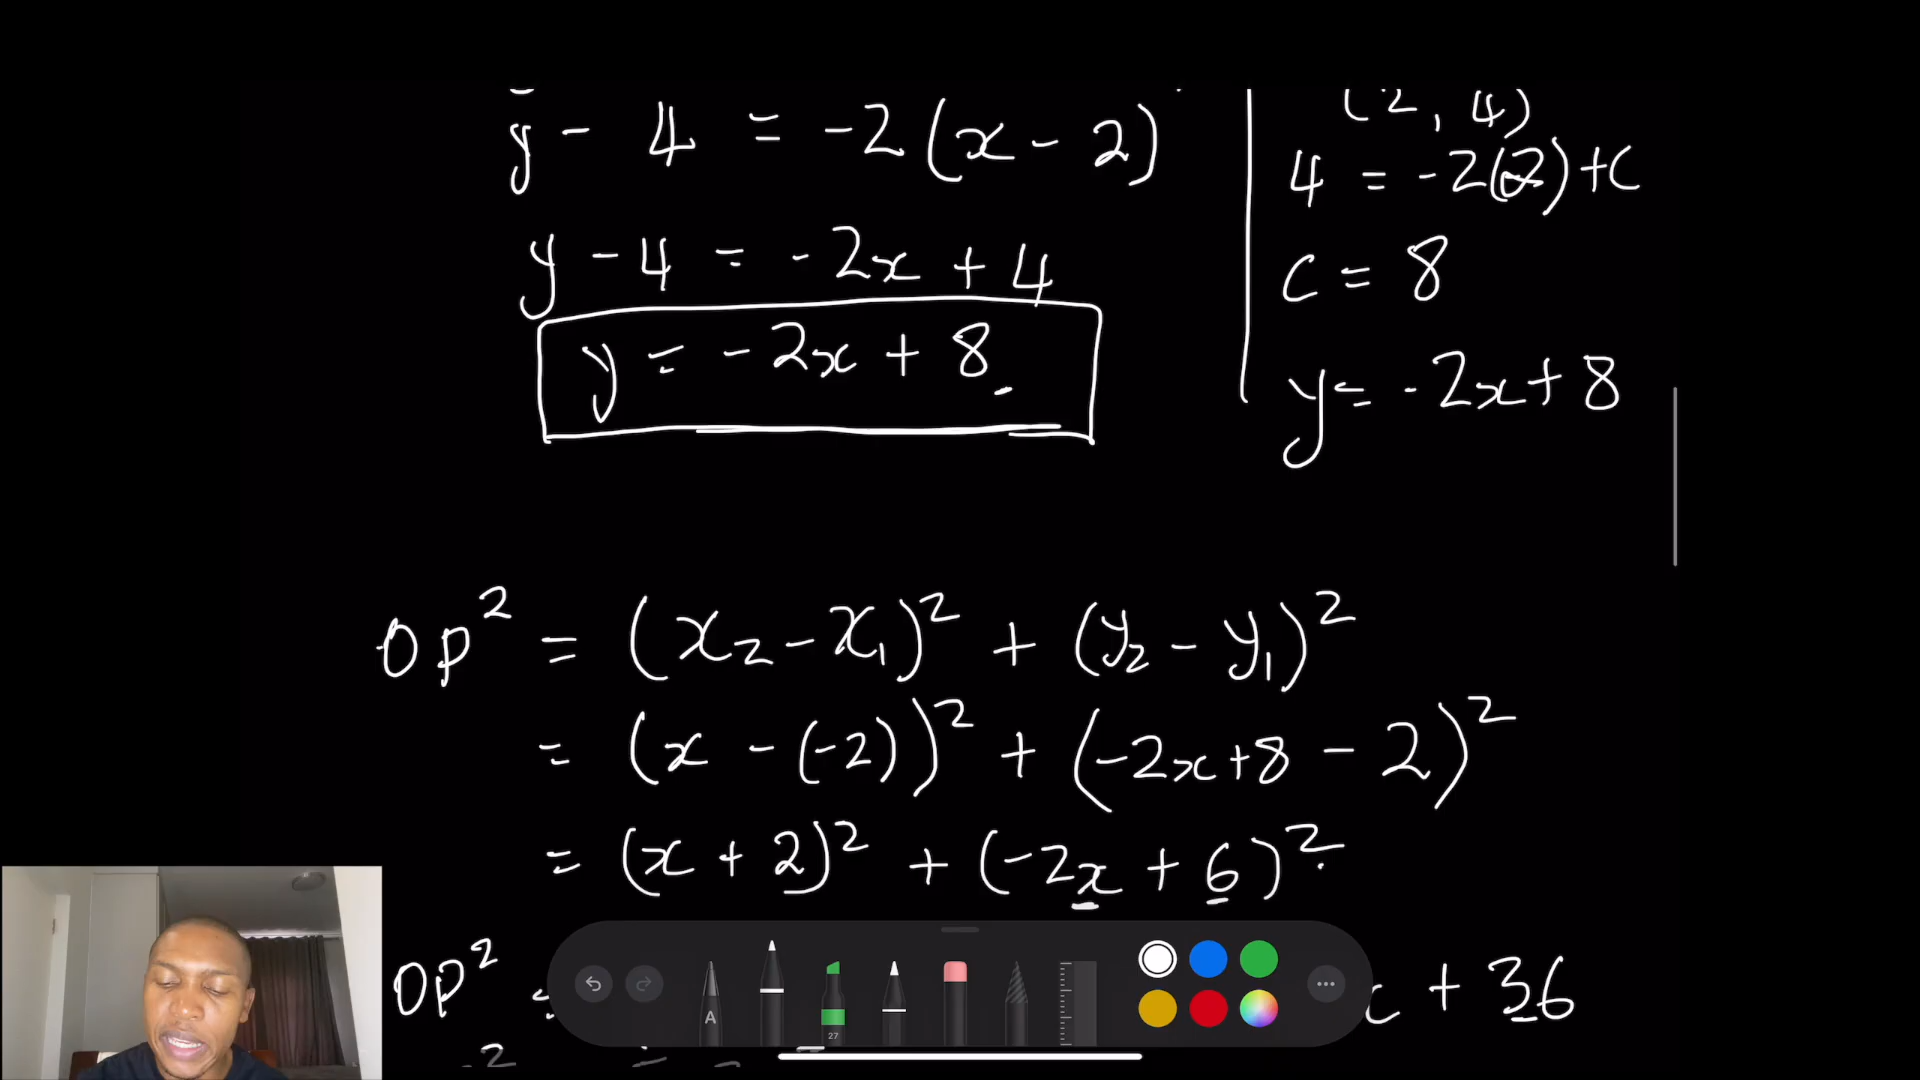 y - 4 = -2(x - 2)
y - 4 = -2x + 4
y = -2x + 8.
(2, 4)
4 = -2(2)+C
C = 8
y = -2x + 8
OP² = (x₂ - x₁)² + (y₂ - y₁)²
= (x - (-2))² + (-2x+8 - 2)²
= (x + 2)² + (-2x + 6)²
OP² = + 36
A
27